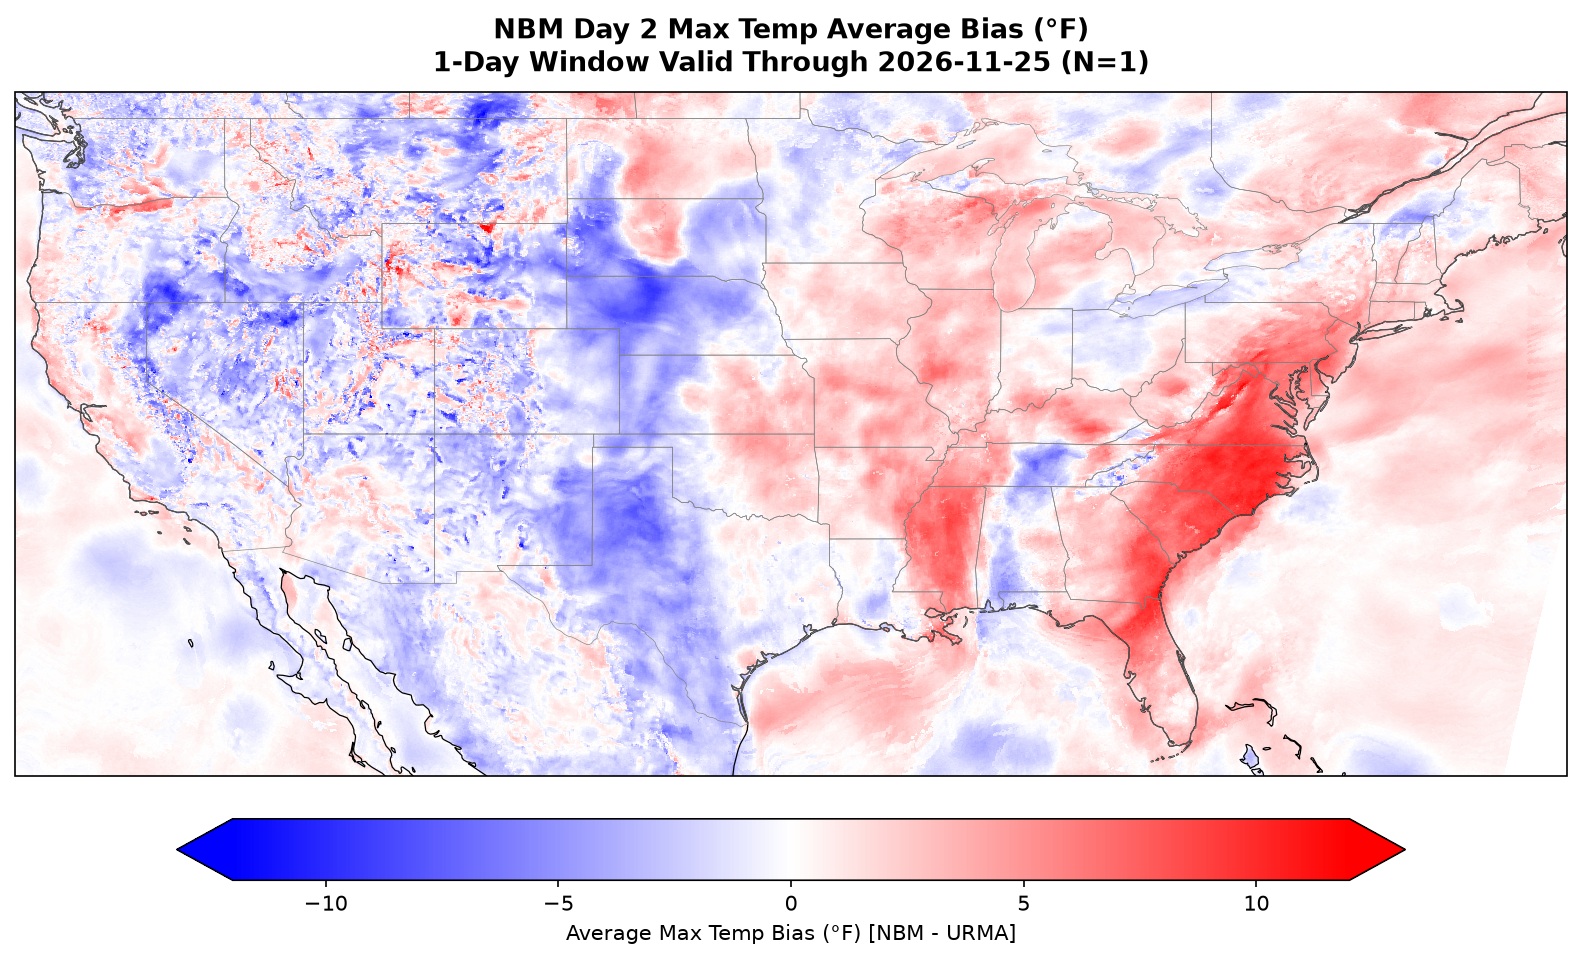 NBM Day 2 Max Temp Average Bias (°F)
1-Day Window Valid Through 2026-11-25 (N=1)
−10 −5 0 5 10
Average Max Temp Bias (°F) [NBM - URMA]